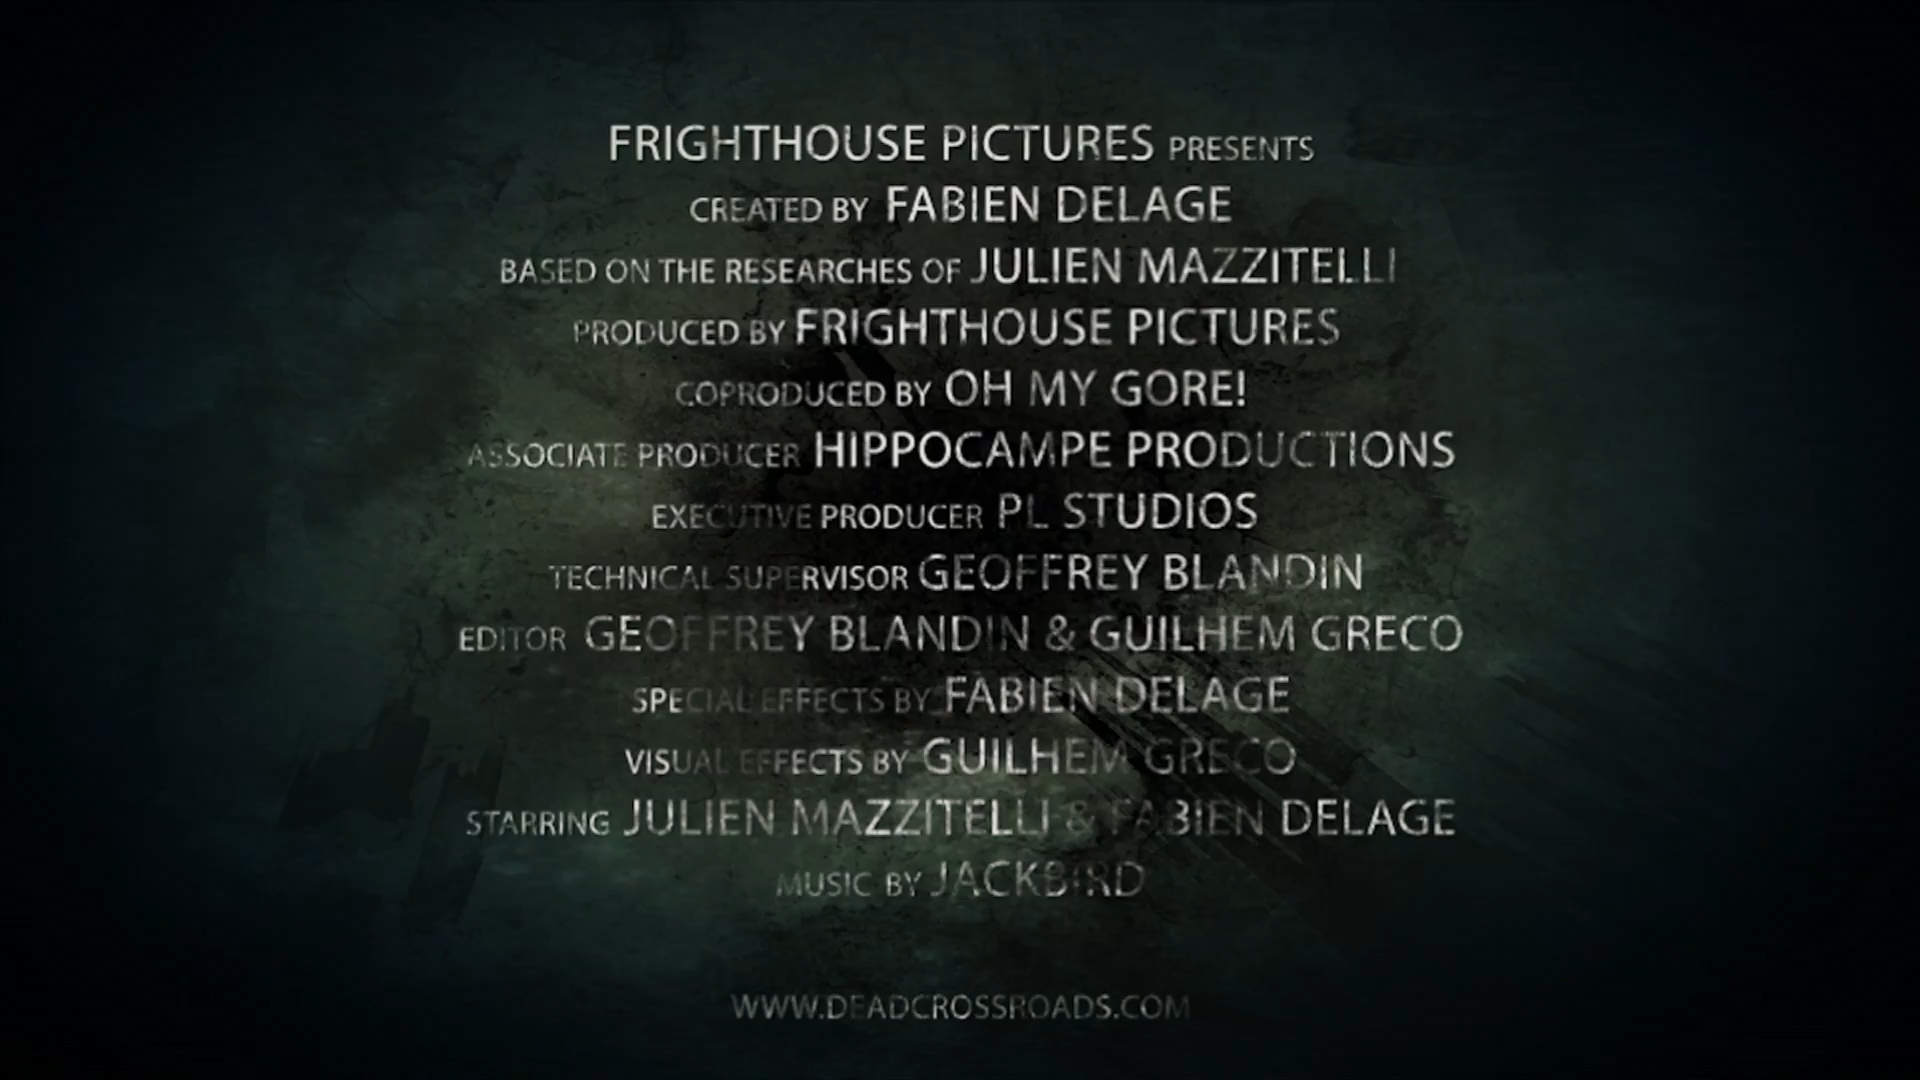 FRIGHTHOUSE PICTURES PRESENTS
CREATED BY FABIEN DELAGE
BASED ON THE RESEARCHES OF JULIEN MAZZITELLI
PRODUCED BY FRIGHTHOUSE PICTURES
COPRODUCED BY OH MY GORE!
ASSOCIATE PRODUCER HIPPOCAMPE PRODUCTIONS
EXECUTIVE PRODUCER PL STUDIOS
TECHNICAL SUPERVISOR GEOFFREY BLANDIN
EDITOR GEOFFREY BLANDIN & GUILHEM GRECO
SPECIAL EFFECTS BY FABIEN DELAGE
VISUAL EFFECTS BY GUILHEM GRECO
STARRING JULIEN MAZZITELLI & FABIEN DELAGE
MUSIC BY JACKBIRD
WWW.DEADCROSSROADS.COM